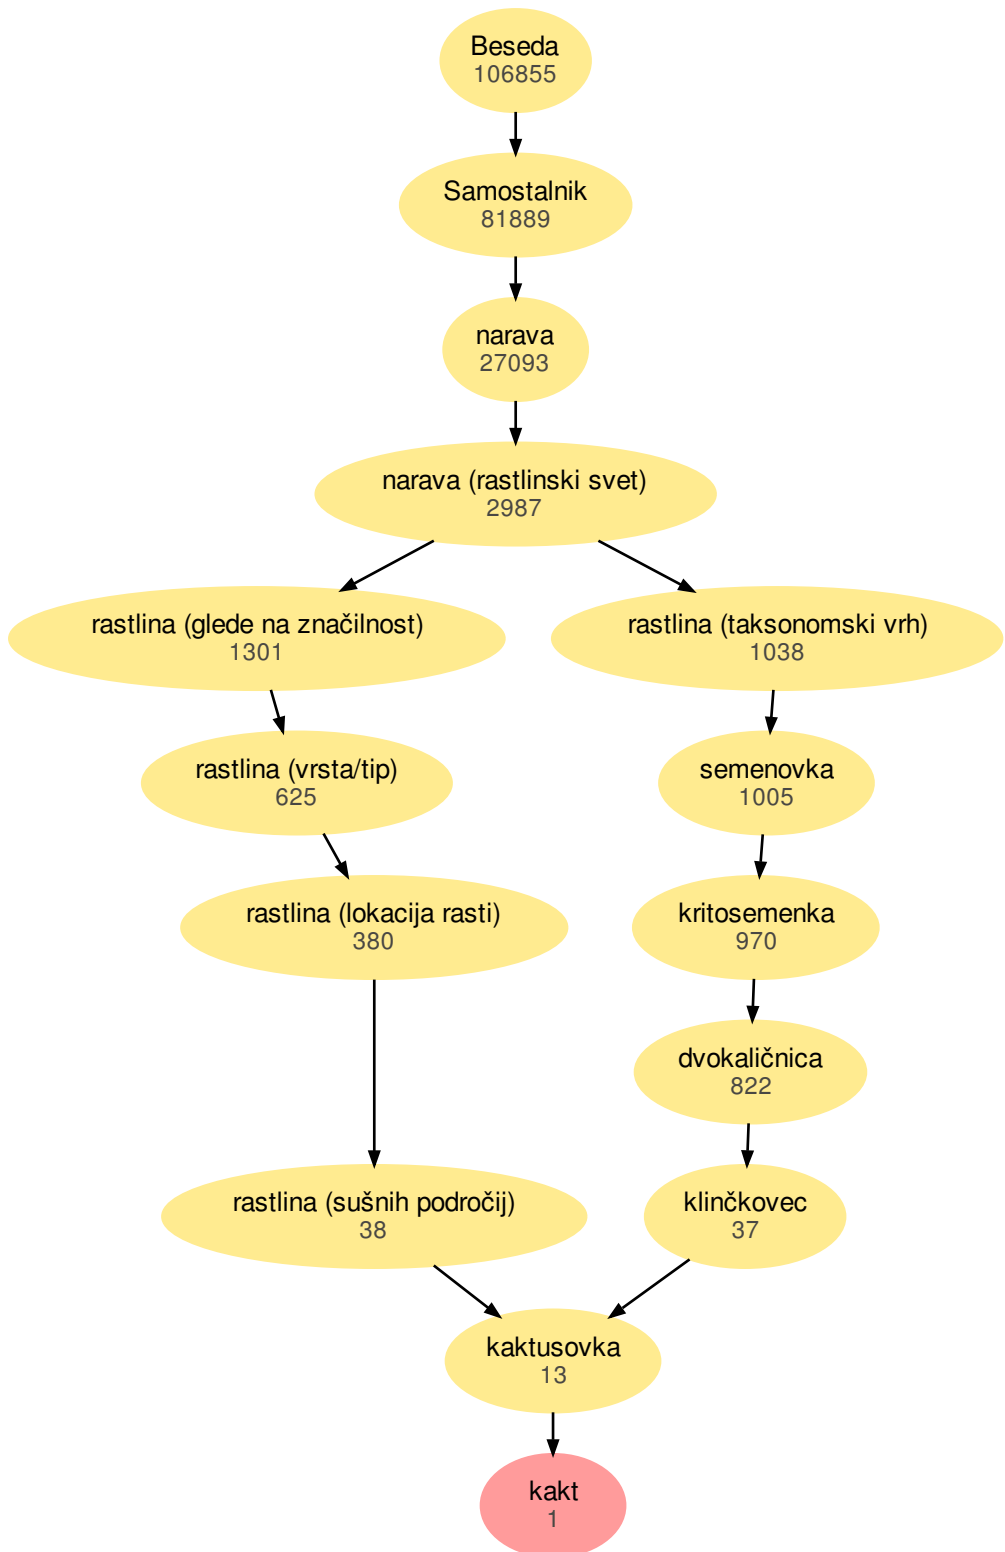 Beseda
106855
Samostalnik
81889
narava
27093
narava (rastlinski svet)
2987
rastlina (glede na značilnost)
1301
rastlina (taksonomski vrh)
1038
rastlina (vrsta/tip)
625
semenovka
1005
rastlina (lokacija rasti)
380
kritosemenka
970
dvokaličnica
822
rastlina (sušnih področij)
38
klinčkovec
37
kaktusovka
13
kakt
1